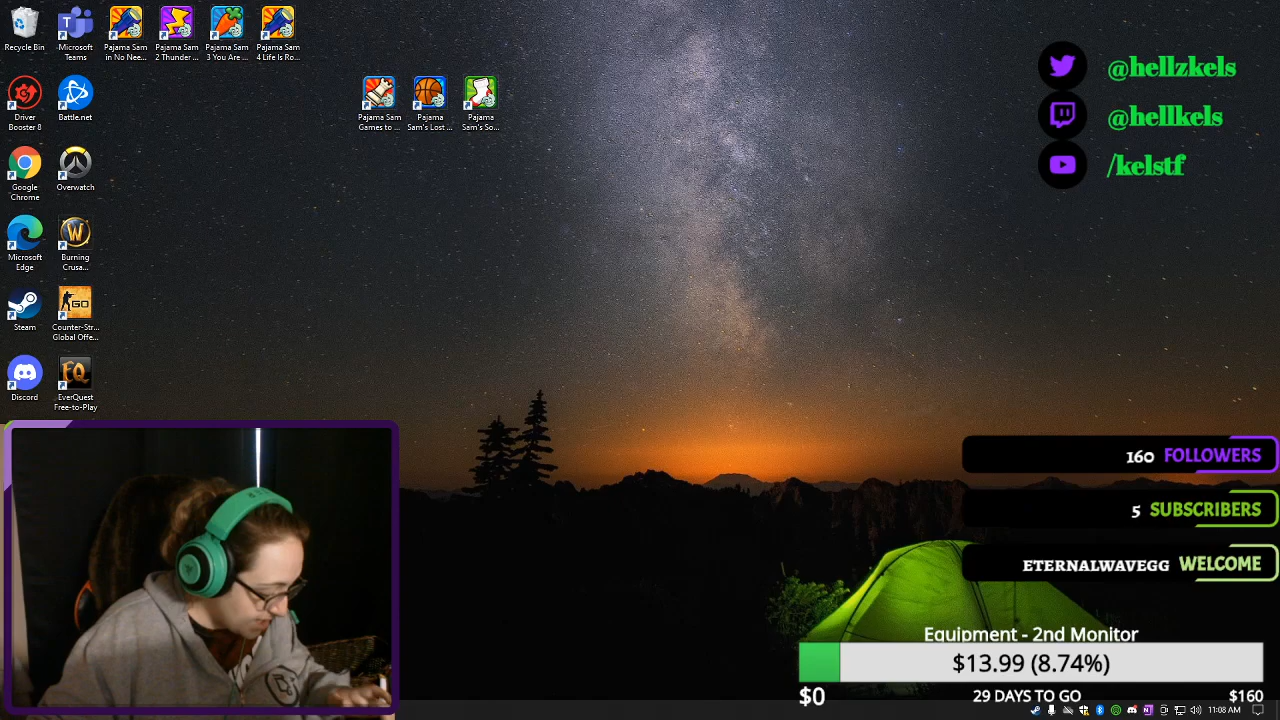 Recycle Bin
Microsoft
Teams
Pajama Sam
in No Nee...
Pajama Sam
2 Thunder ...
Pajama Sam
3 You Are ...
Pajama Sam
4 Life Is Ro...
Driver
Booster 8
Battle.net
Pajama Sam
Games to ...
Pajama
Sam's Lost ...
Pajama
Sam's So...
Google
Chrome
Overwatch
Microsoft
Edge
Burning
Crusa...
Steam
GO
Counter-Str...
Global Offe...
Discord
EQ
EverQuest
Free-to-Play
@hellzkels
@hellkels
/kelstf
160 FOLLOWERS
5 SUBSCRIBERS
ETERNALWAVEGG WELCOME
Equipment - 2nd Monitor
$13.99 (8.74%)
$0 29 DAYS TO GO $160
11:08 AM